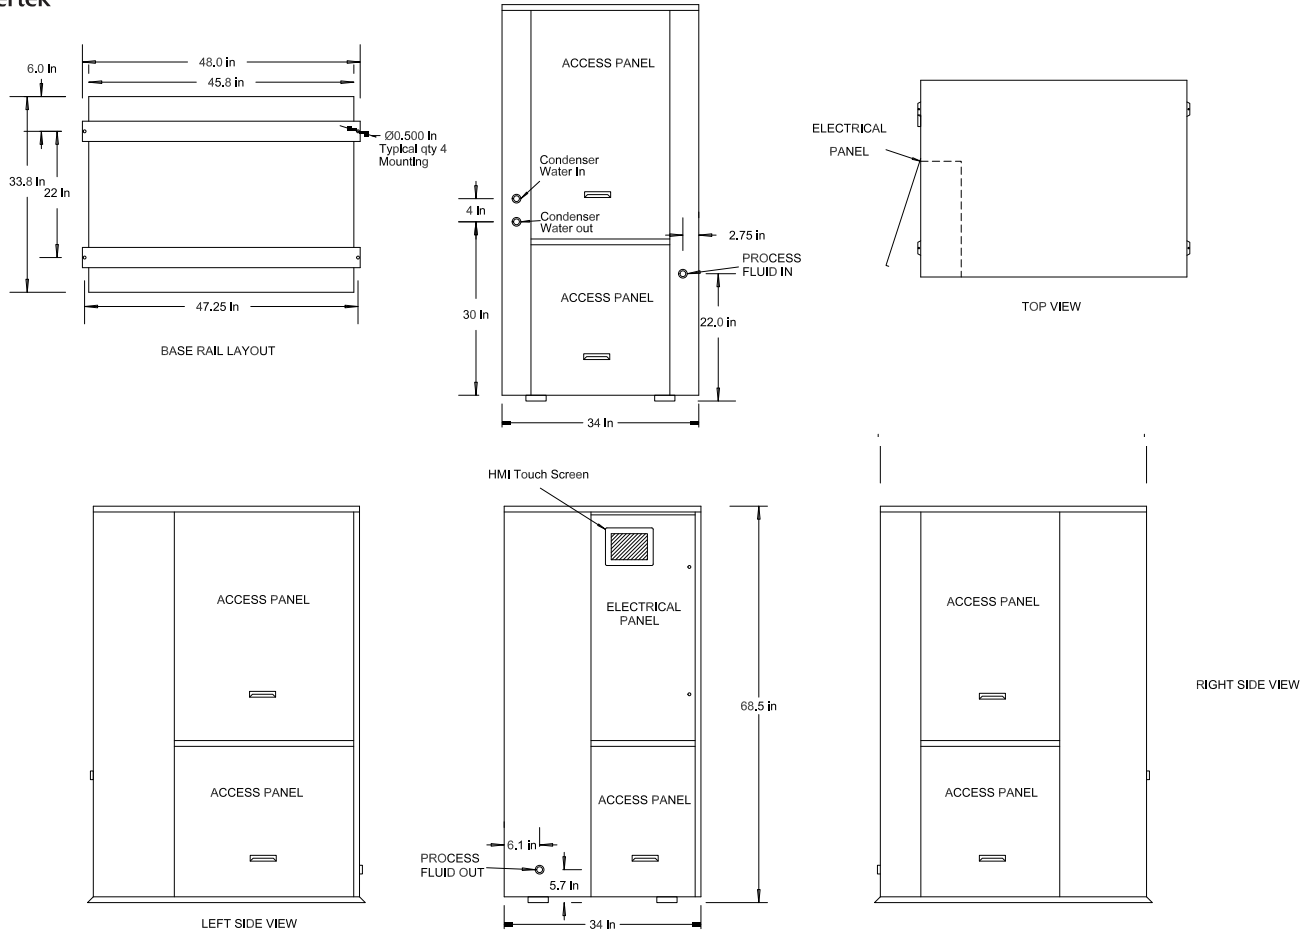 48.0 in
6.0 In
45.8 in
Ø0.500 In
Typical qty 4
Mounting
33.8 in
22 In
47.25 In
BASE RAIL LAYOUT
ACCESS PANEL
Condenser
Water In
4 In
Condenser
Water out
2.75 in
PROCESS
FLUID IN
ACCESS PANEL
30 In
22.0 in
34 In
ELECTRICAL
PANEL
TOP VIEW
HMI Touch Screen
ACCESS PANEL
ACCESS PANEL
LEFT SIDE VIEW
ELECTRICAL
PANEL
68.5 in
ACCESS PANEL
6.1 in
PROCESS
FLUID OUT
5.7 In
34 In
ACCESS PANEL
ACCESS PANEL
RIGHT SIDE VIEW